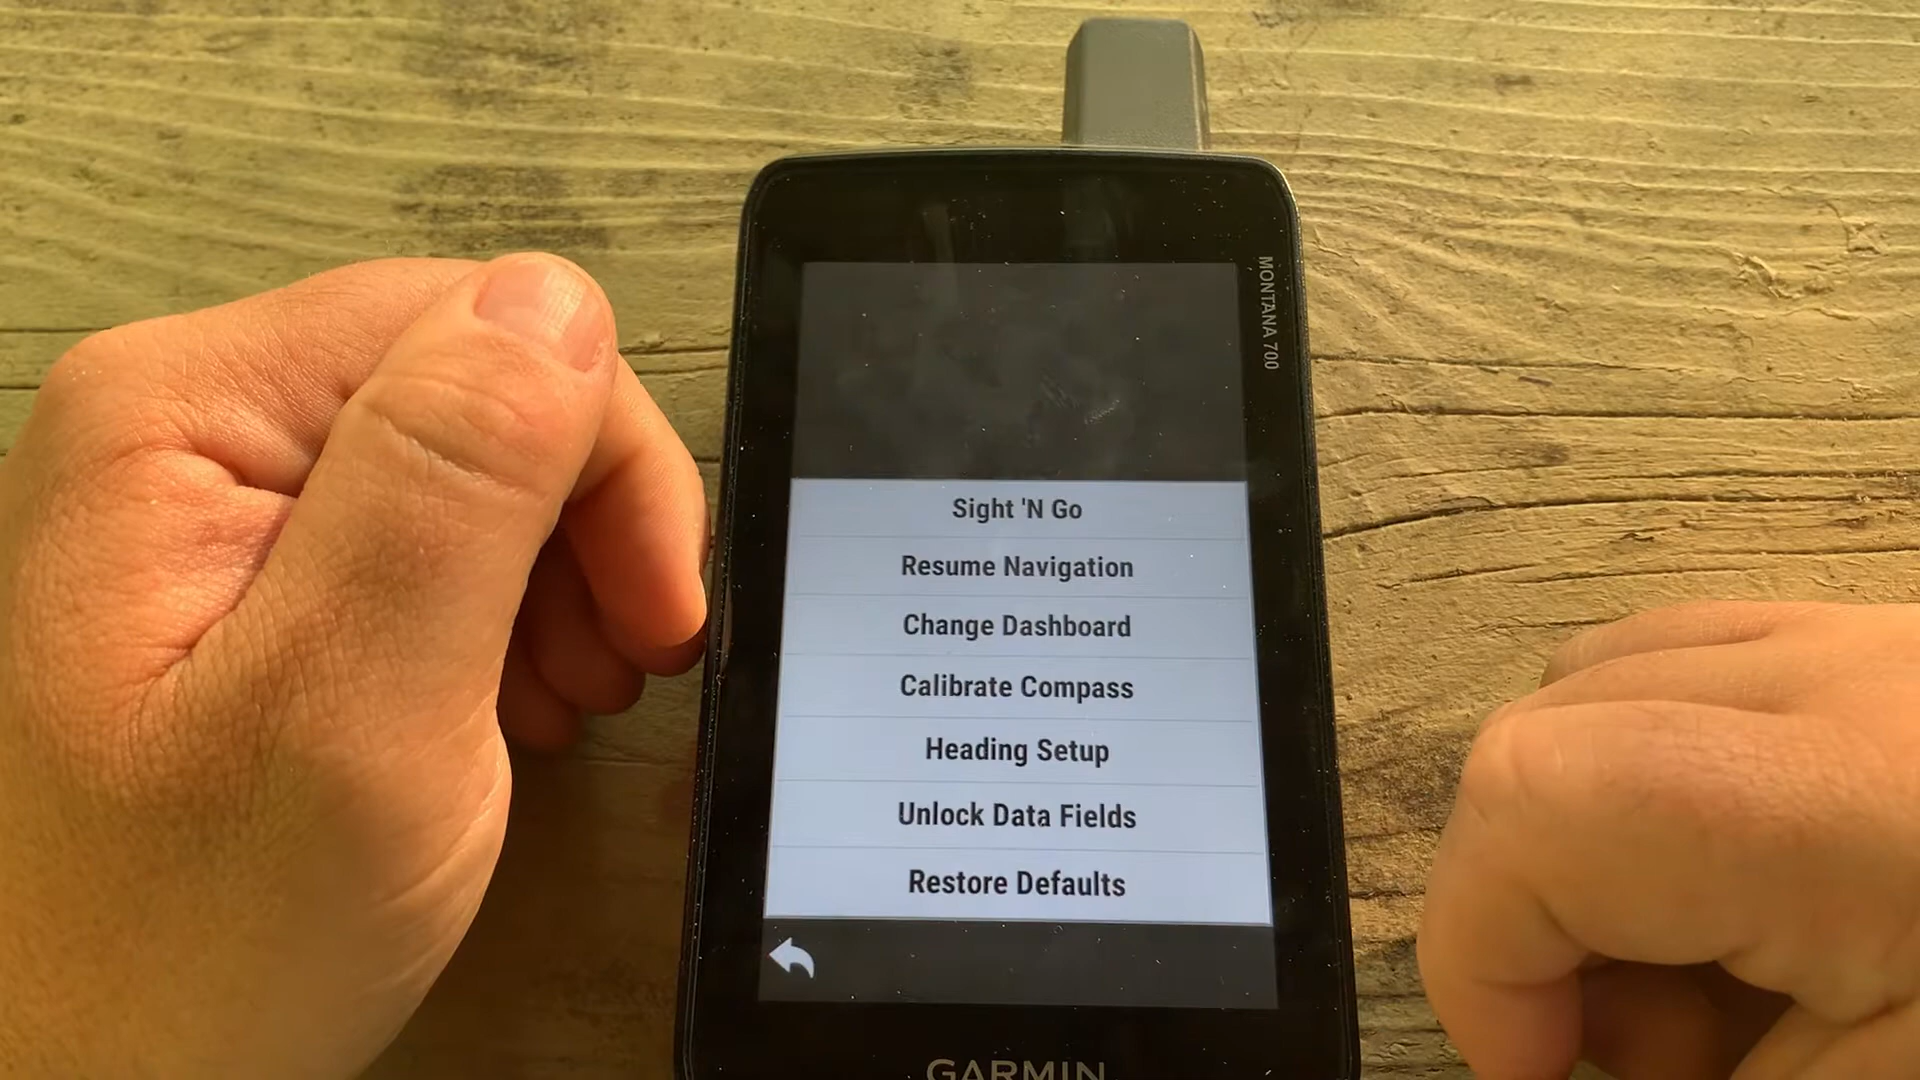 MONTANA 700
Sight 'N Go
Resume Navigation
Change Dashboard
Calibrate Compass
Heading Setup
Unlock Data Fields
Restore Defaults
GARMIN